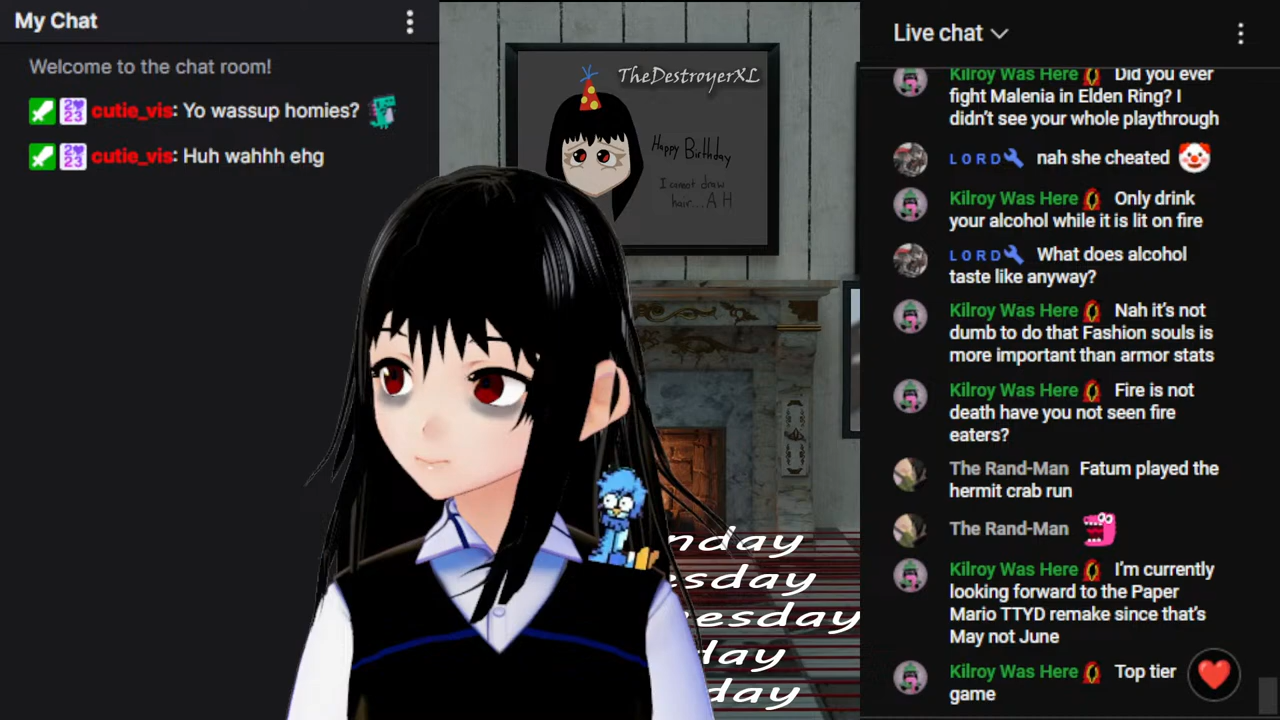 My Chat
Welcome to the chat room!
cutie_vis: Yo wassup homies?
cutie_vis: Huh wahhh ehg
TheDestroyerXL
Happy Birthday
I cannot draw
hair...A H
nday
esday
esday
day
day
Live chat
Kilroy Was Here Did you ever
fight Malenia in Elden Ring? I
didn't see your whole playthrough
L O R D nah she cheated
Kilroy Was Here Only drink
your alcohol while it is lit on fire
L O R D What does alcohol
taste like anyway?
Kilroy Was Here Nah it's not
dumb to do that Fashion souls is
more important than armor stats
Kilroy Was Here Fire is not
death have you not seen fire
eaters?
The Rand-Man Fatum played the
hermit crab run
The Rand-Man
Kilroy Was Here I'm currently
looking forward to the Paper
Mario TTYD remake since that's
May not June
Kilroy Was Here Top tier
game